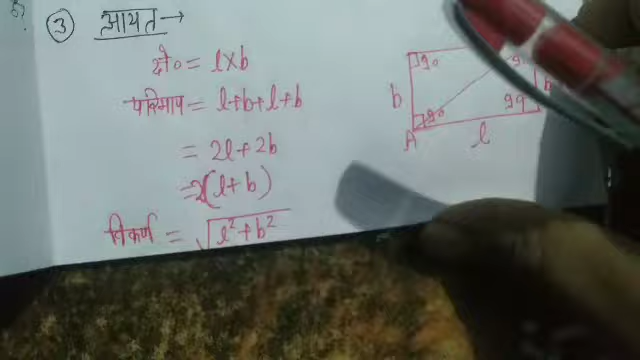 ③ आयत →
क्षे० = l×b
परिमाप = l+b+l+b
= 2l+2b
= 2(l+b)
विकर्ण = √l²+b²
90
b
b
90
A
l